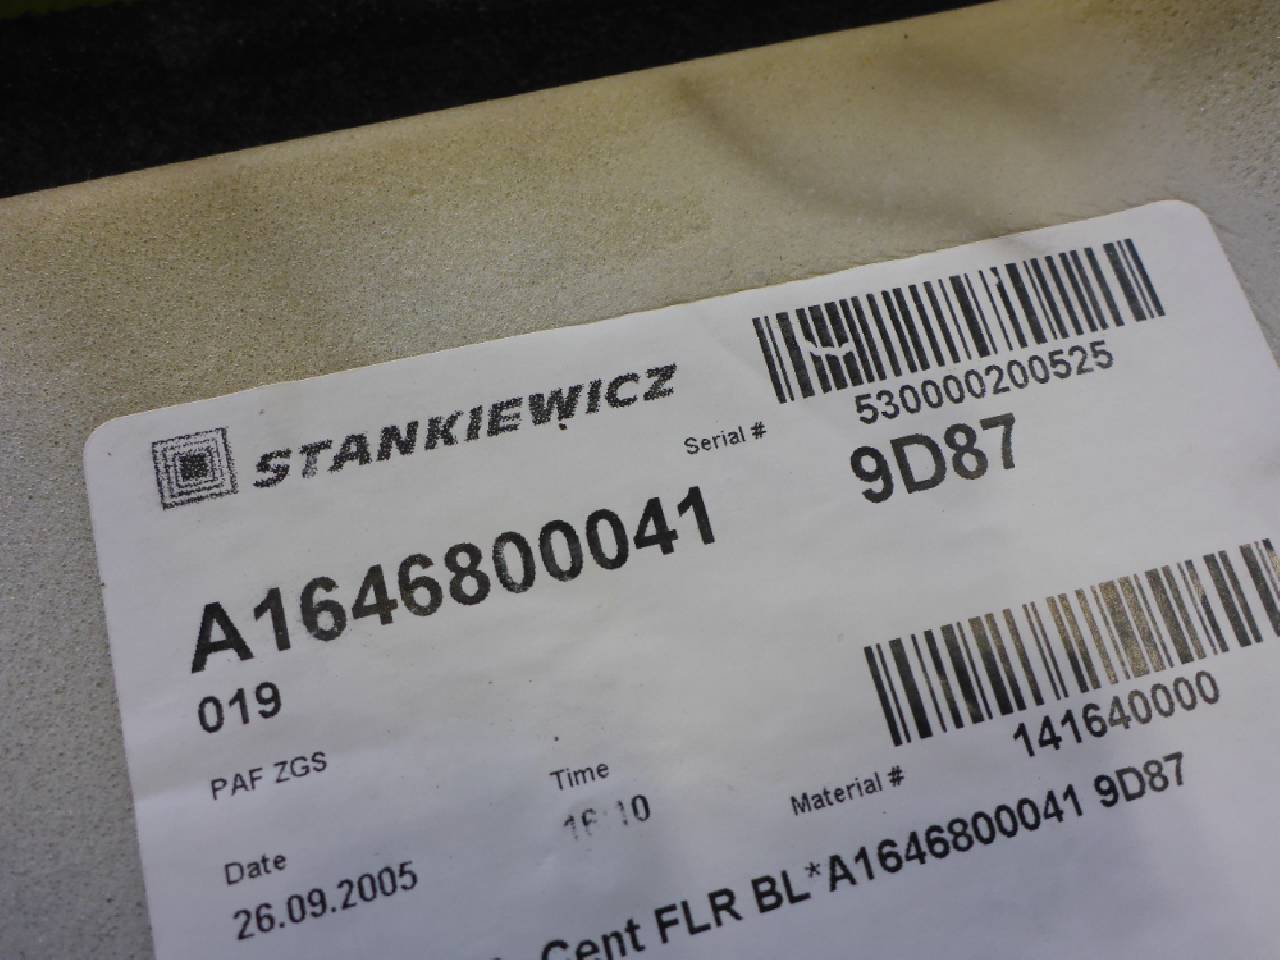 STANKIEWICZ
Serial #
530000200525
A1646800041
9D87
019
PAF ZGS
Time
Material #
141640000
Date
26.09.2005
Cent FLR BL*A1646800041 9D87